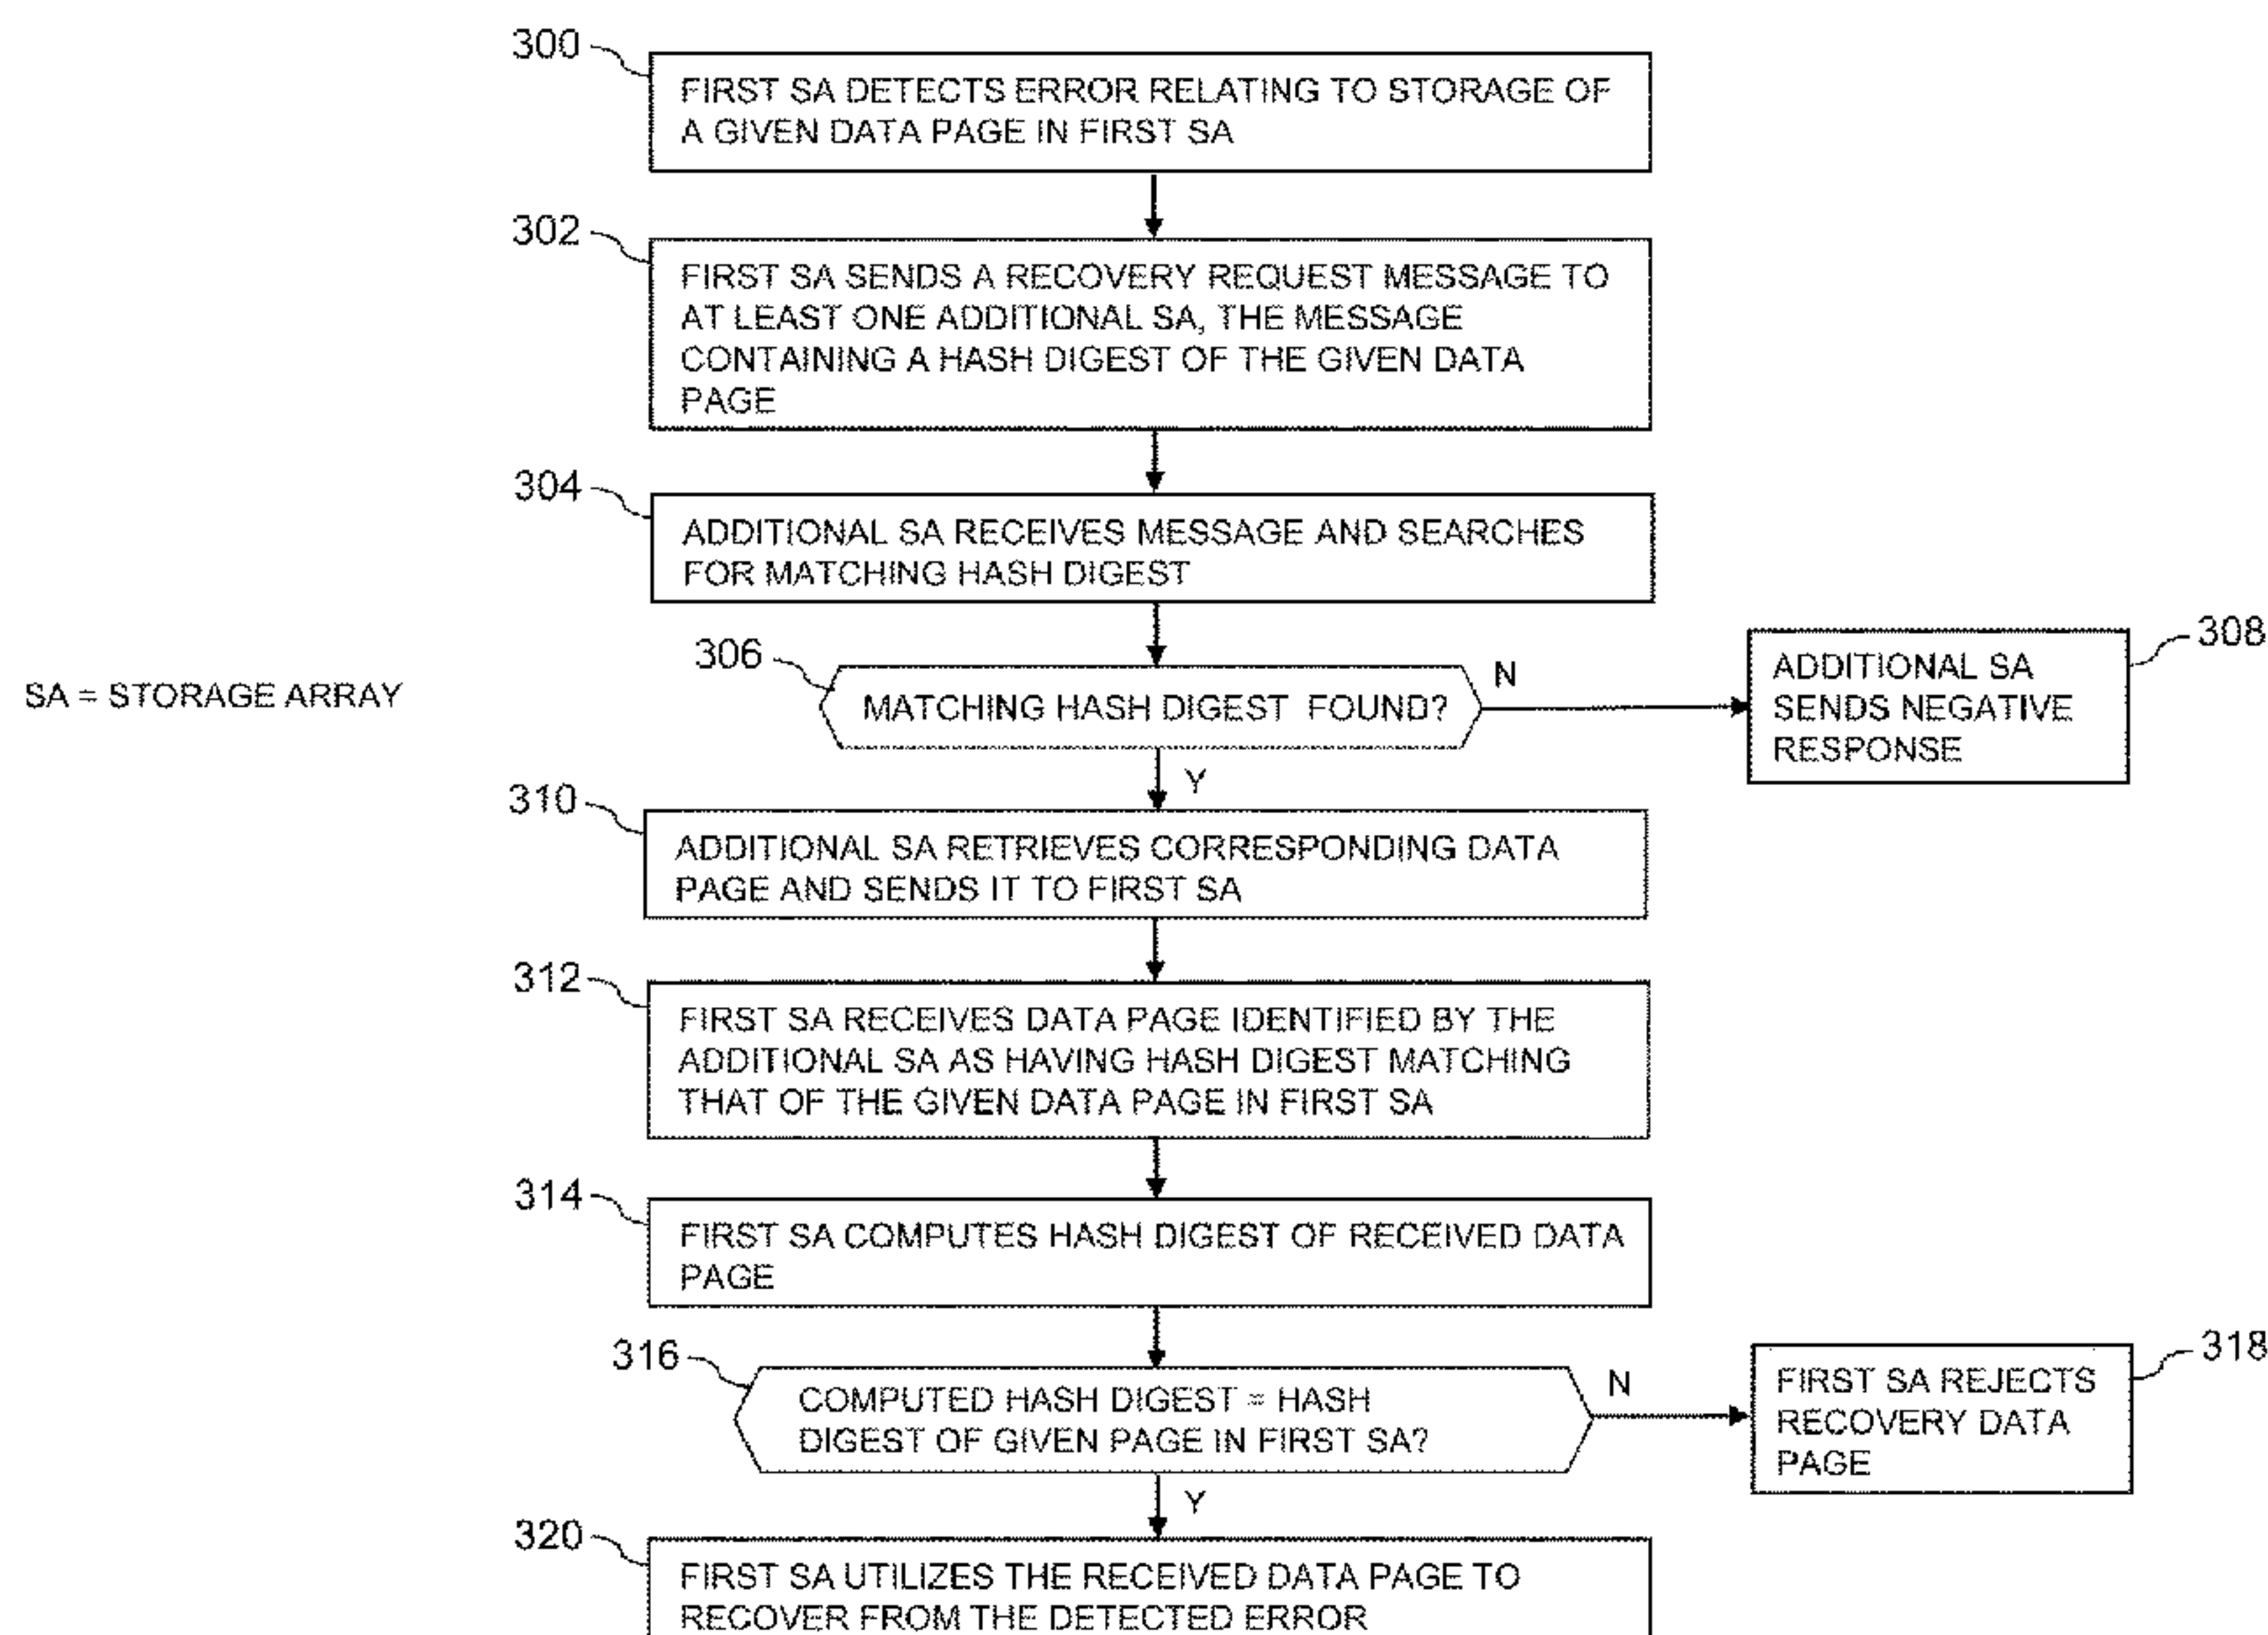 300
FIRST SA DETECTS ERROR RELATING TO STORAGE OF
A GIVEN DATA PAGE IN FIRST SA
302
FIRST SA SENDS A RECOVERY REQUEST MESSAGE TO
AT LEAST ONE ADDITIONAL SA, THE MESSAGE
CONTAINING A HASH DIGEST OF THE GIVEN DATA
PAGE
304
ADDITIONAL SA RECEIVES MESSAGE AND SEARCHES
FOR MATCHING HASH DIGEST
SA = STORAGE ARRAY
306
MATCHING HASH DIGEST FOUND?
N
308
ADDITIONAL SA
SENDS NEGATIVE
RESPONSE
Y
310
ADDITIONAL SA RETRIEVES CORRESPONDING DATA
PAGE AND SENDS IT TO FIRST SA
312
FIRST SA RECEIVES DATA PAGE IDENTIFIED BY THE
ADDITIONAL SA AS HAVING HASH DIGEST MATCHING
THAT OF THE GIVEN DATA PAGE IN FIRST SA
314
FIRST SA COMPUTES HASH DIGEST OF RECEIVED DATA
PAGE
316
COMPUTED HASH DIGEST = HASH
DIGEST OF GIVEN PAGE IN FIRST SA?
N
318
FIRST SA REJECTS
RECOVERY DATA
PAGE
Y
320
FIRST SA UTILIZES THE RECEIVED DATA PAGE TO
RECOVER FROM THE DETECTED ERROR